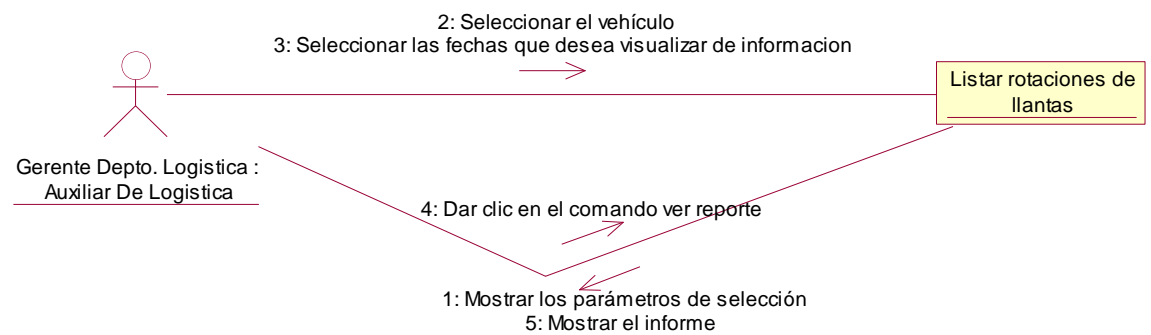 2: Seleccionar el vehículo
3: Seleccionar las fechas que desea visualizar de informacion
Listar rotaciones de
llantas
Gerente Depto. Logistica :
Auxiliar De Logistica
4: Dar clic en el comando ver reporte
1: Mostrar los parámetros de selección
5: Mostrar el informe